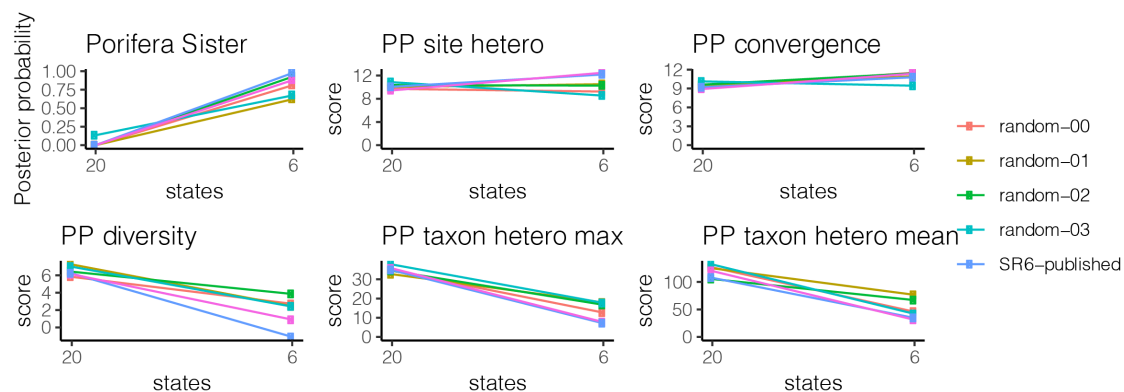 Porifera Sister
PP site hetero
PP convergence
Posterior probability
1.00
0.75
0.50
0.25
0.00
20
6
states
score
12
8
4
0
20
6
states
score
12
9
6
3
0
20
6
states
PP diversity
PP taxon hetero max
PP taxon hetero mean
score
6
4
2
0
20
6
states
score
30
20
10
0
20
6
states
score
100
50
0
20
6
states
random-00
random-01
random-02
random-03
SR6-published